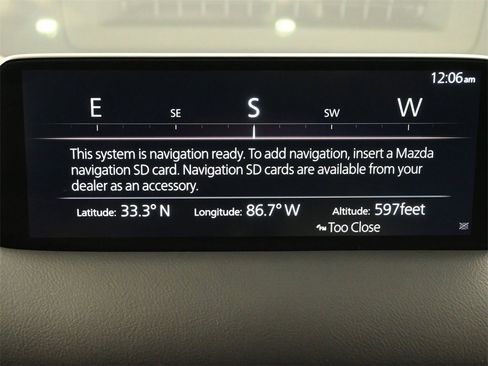 12:06am
E SE S SW W
This system is navigation ready. To add navigation, insert a Mazda
navigation SD card. Navigation SD cards are available from your
dealer as an accessory.
Latitude: 33.3° N Longitude: 86.7° W Altitude: 597feet
Too Close